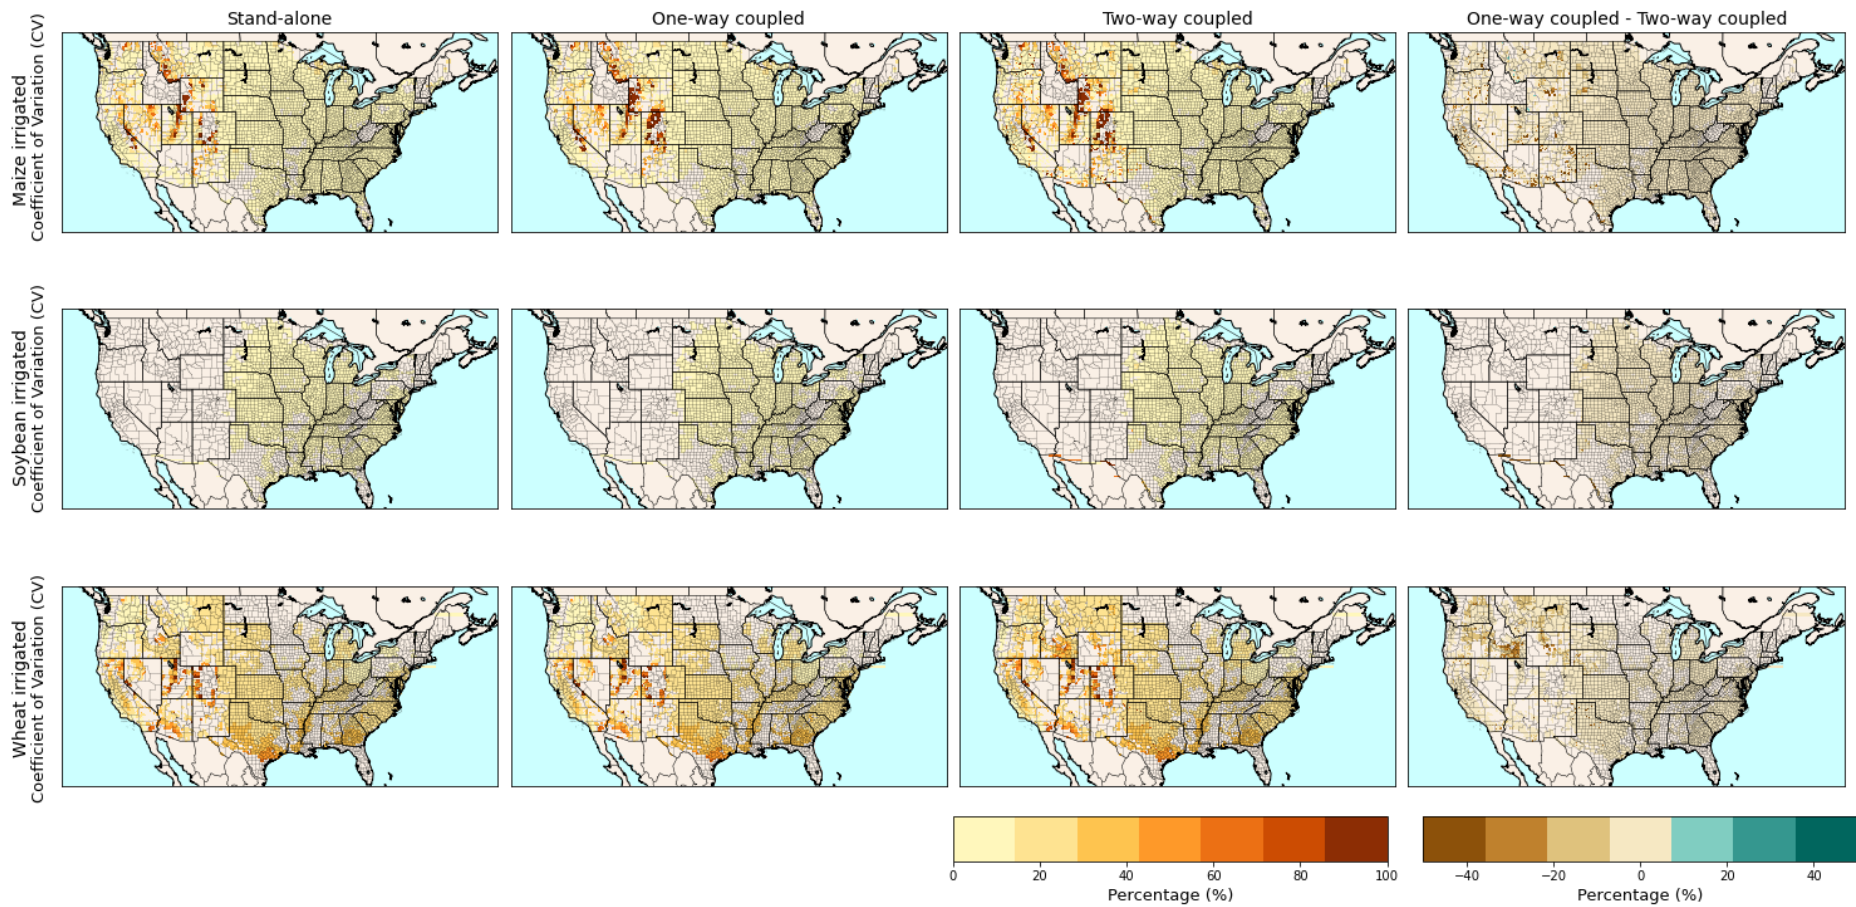 Stand-alone
One-way coupled
Two-way coupled
One-way coupled - Two-way coupled
Maize irrigated
Coefficient of Variation (CV)
Soybean irrigated
Coefficient of Variation (CV)
Wheat irrigated
Coefficient of Variation (CV)
0 20 40 60 80 100
Percentage (%)
−40 −20 0 20 40
Percentage (%)